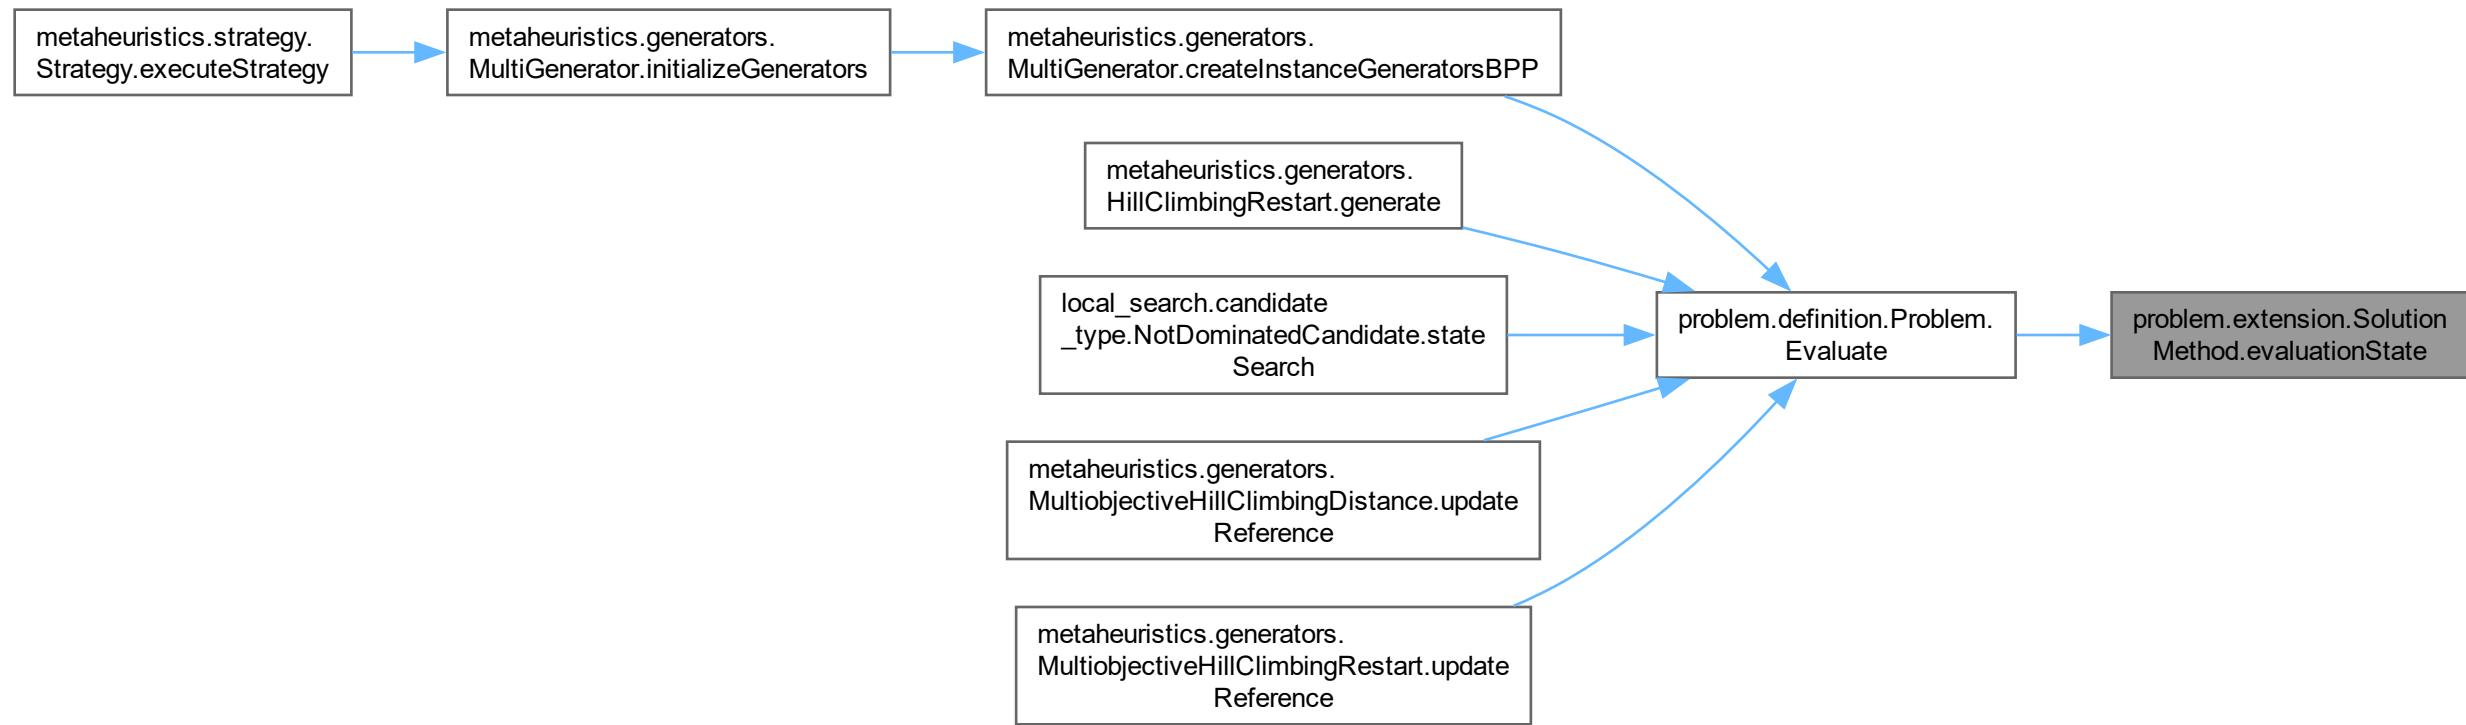 metaheuristics.strategy.
Strategy.executeStrategy
metaheuristics.generators.
MultiGenerator.initializeGenerators
metaheuristics.generators.
MultiGenerator.createInstanceGeneratorsBPP
metaheuristics.generators.
HillClimbingRestart.generate
local_search.candidate
_type.NotDominatedCandidate.state
Search
metaheuristics.generators.
MultiobjectiveHillClimbingDistance.update
Reference
metaheuristics.generators.
MultiobjectiveHillClimbingRestart.update
Reference
problem.definition.Problem.
Evaluate
problem.extension.Solution
Method.evaluationState